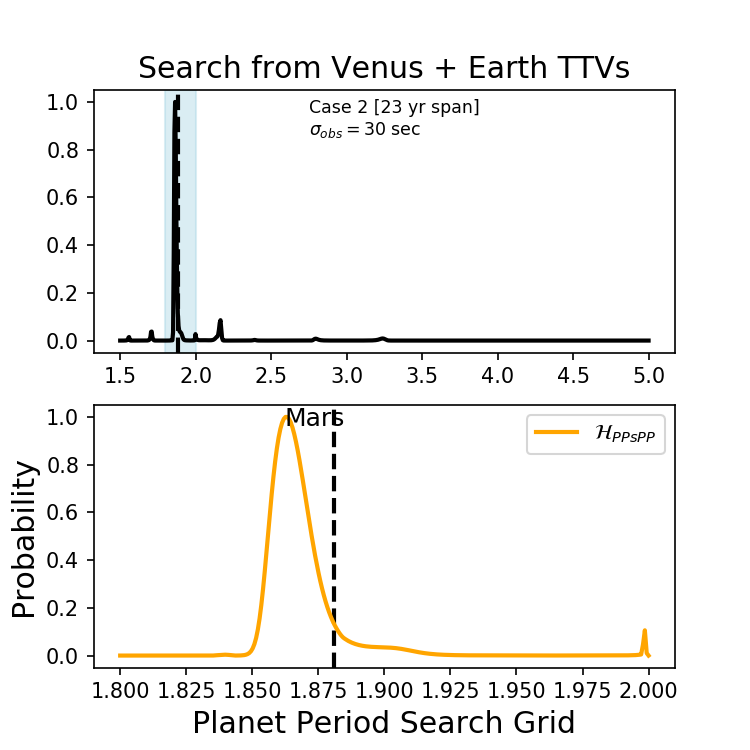 Search from Venus + Earth TTVs
Case 2 [23 yr span]
σ_obs = 30 sec
1.0
0.8
0.6
0.4
0.2
0.0
1.5 2.0 2.5 3.0 3.5 4.0 4.5 5.0
Mars
ℋ_PPsPP
Probability
1.0
0.8
0.6
0.4
0.2
0.0
1.800 1.825 1.850 1.875 1.900 1.925 1.950 1.975 2.000
Planet Period Search Grid